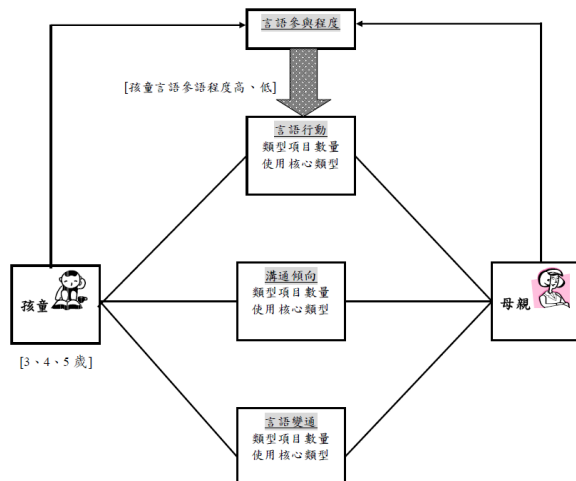 言語參與程度
[孩童言語參語程度高、低]
言語行動
類型項目數量
使用核心類型
孩童
[3、4、5 歲]
溝通傾向
類型項目數量
使用核心類型
母親
言語變通
類型項目數量
使用核心類型